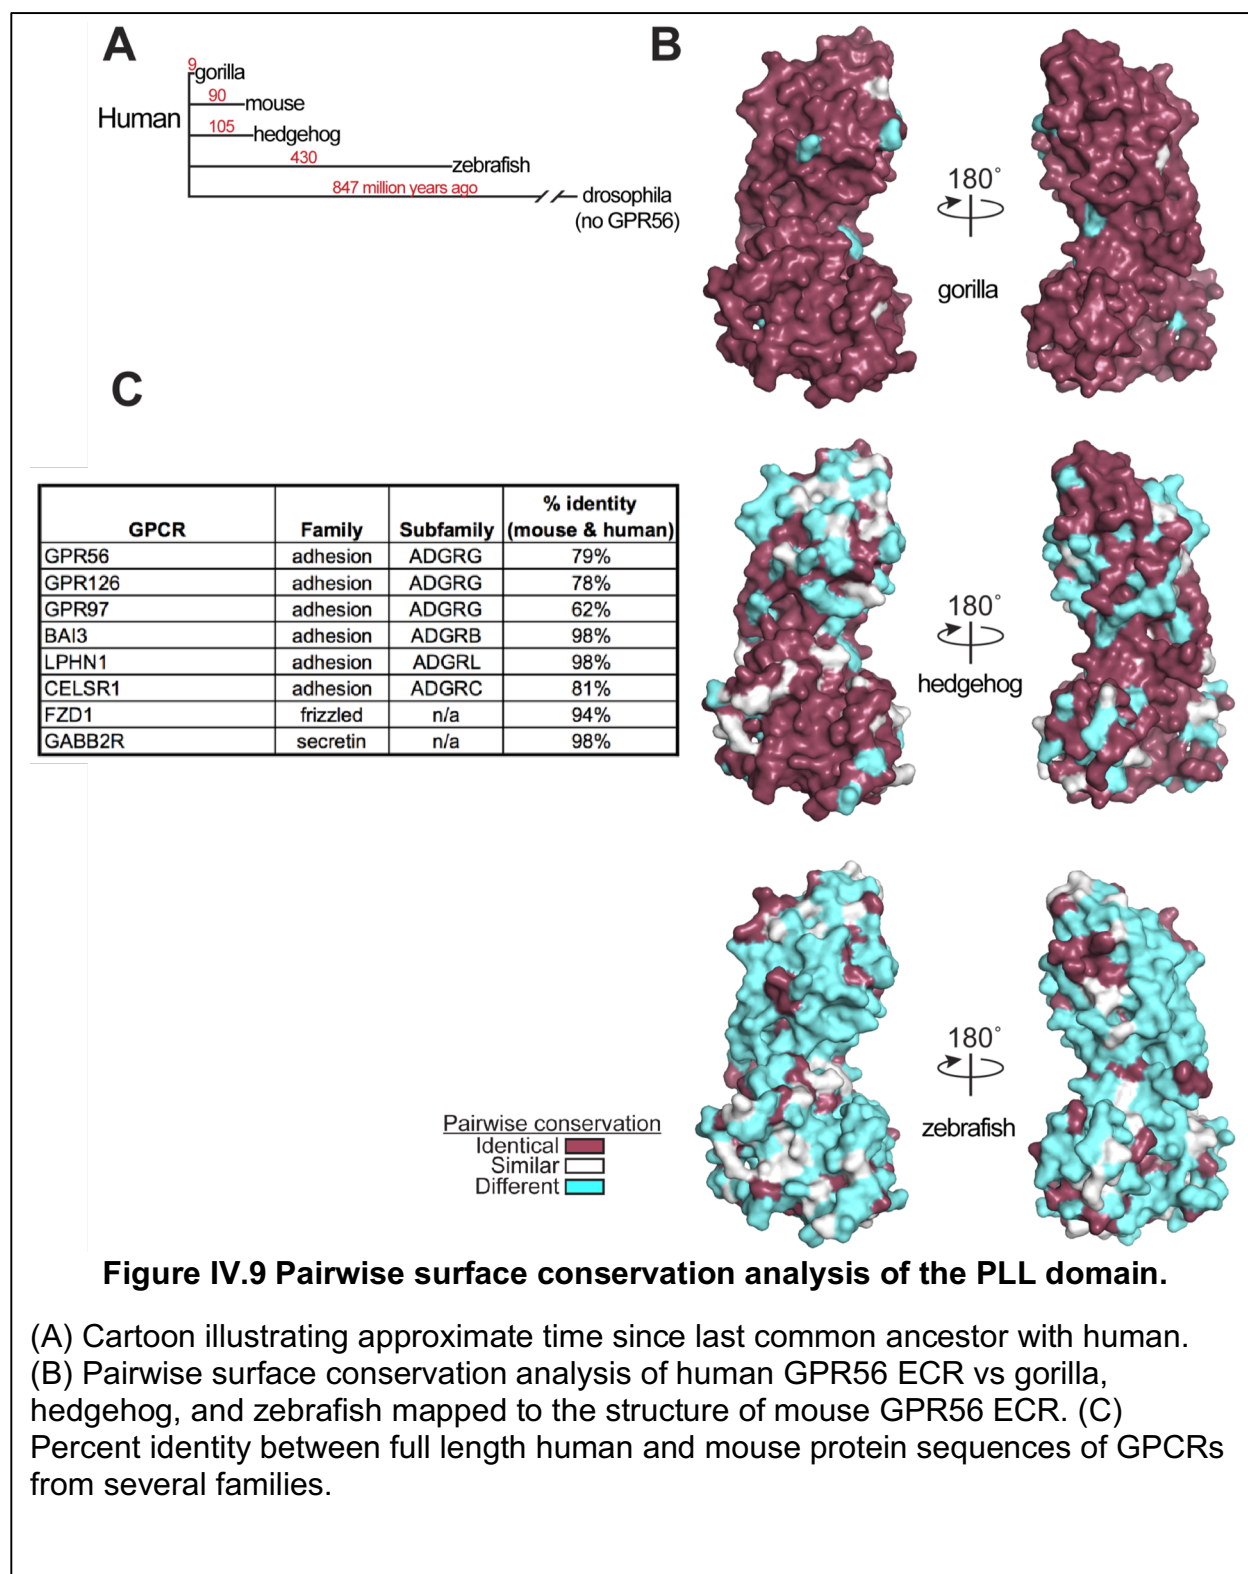 A
9
gorilla
90
mouse
Human
105
hedgehog
430
zebrafish
847 million years ago
drosophila
(no GPR56)
B
180°
gorilla
180°
hedgehog
180°
zebrafish
C
GPCR Family Subfamily % identity (mouse & human)
GPR56 adhesion ADGRG 79%
GPR126 adhesion ADGRG 78%
GPR97 adhesion ADGRG 62%
BAI3 adhesion ADGRB 98%
LPHN1 adhesion ADGRL 98%
CELSR1 adhesion ADGRC 81%
FZD1 frizzled n/a 94%
GABB2R secretin n/a 98%
Pairwise conservation
Identical
Similar
Different
Figure IV.9 Pairwise surface conservation analysis of the PLL domain.
(A) Cartoon illustrating approximate time since last common ancestor with human.
(B) Pairwise surface conservation analysis of human GPR56 ECR vs gorilla,
hedgehog, and zebrafish mapped to the structure of mouse GPR56 ECR. (C)
Percent identity between full length human and mouse protein sequences of GPCRs
from several families.